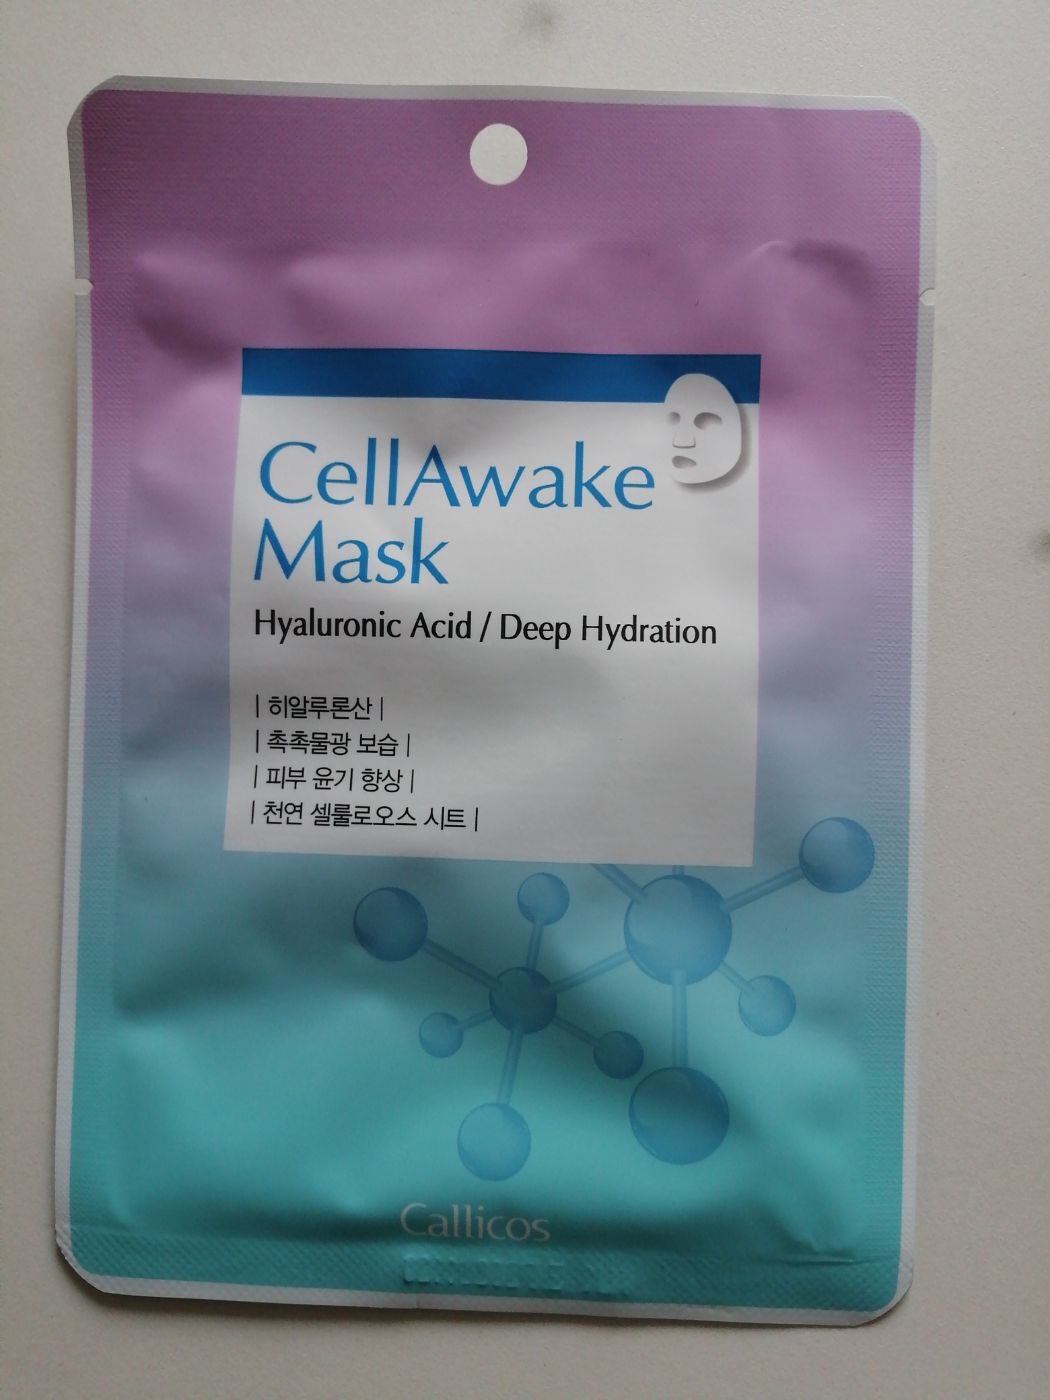 CellAwake
Mask
Hyaluronic Acid / Deep Hydration
| 히알루론산 |
| 촉촉물광 보습 |
| 피부 윤기 향상 |
| 천연 셀룰로오스 시트 |
Callicos